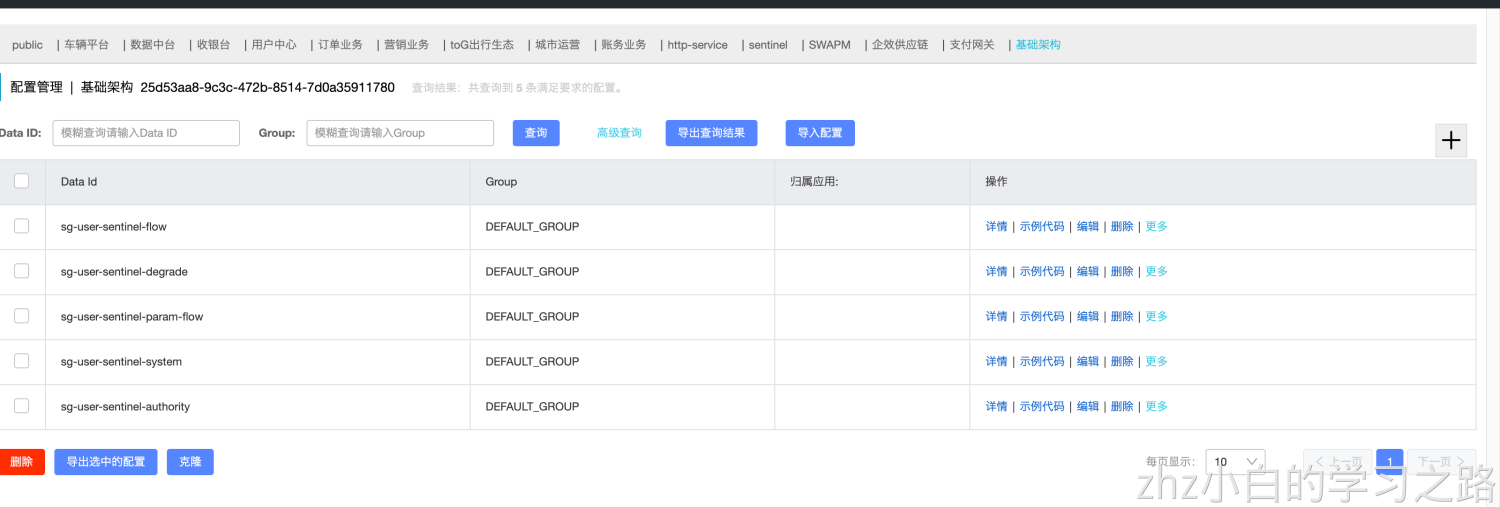 public | 车辆平台 | 数据中台 | 收银台 | 用户中心 | 订单业务 | 营销业务 | toG出行生态 | 城市运营 | 账务业务 | http-service | sentinel | SWAPM | 企效供应链 | 支付网关 | 基础架构
配置管理 | 基础架构 25d53aa8-9c3c-472b-8514-7d0a35911780 查询结果：共查询到 5 条满足要求的配置。
Data ID: 模糊查询请输入Data ID Group: 模糊查询请输入Group 查询 高级查询 导出查询结果 导入配置
Data Id Group 归属应用: 操作
sg-user-sentinel-flow DEFAULT_GROUP 详情 | 示例代码 | 编辑 | 删除 | 更多
sg-user-sentinel-degrade DEFAULT_GROUP 详情 | 示例代码 | 编辑 | 删除 | 更多
sg-user-sentinel-param-flow DEFAULT_GROUP 详情 | 示例代码 | 编辑 | 删除 | 更多
sg-user-sentinel-system DEFAULT_GROUP 详情 | 示例代码 | 编辑 | 删除 | 更多
sg-user-sentinel-authority DEFAULT_GROUP 详情 | 示例代码 | 编辑 | 删除 | 更多
删除 导出选中的配置 克隆 每页显示: 10 上一页 1 下一页
zhz小白的学习之路